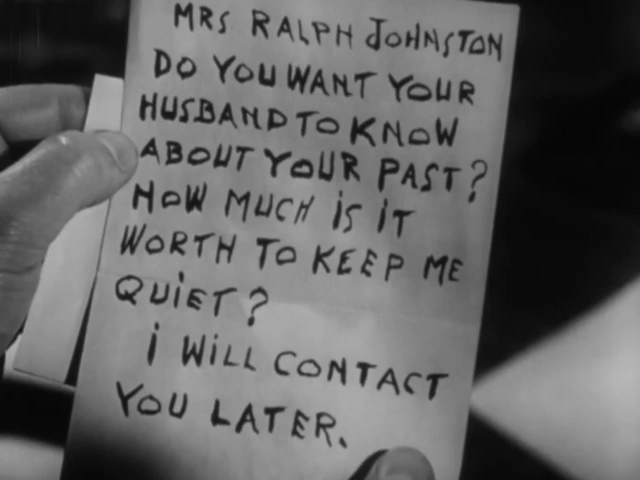 MRS RALPH JOHNSTON
DO YOU WANT YOUR
HUSBAND TO KNOW
ABOUT YOUR PAST?
HOW MUCH iS iT
WORTH TO KEEP ME
QUiET?
i WiLL CONTACT
YOU LATER.